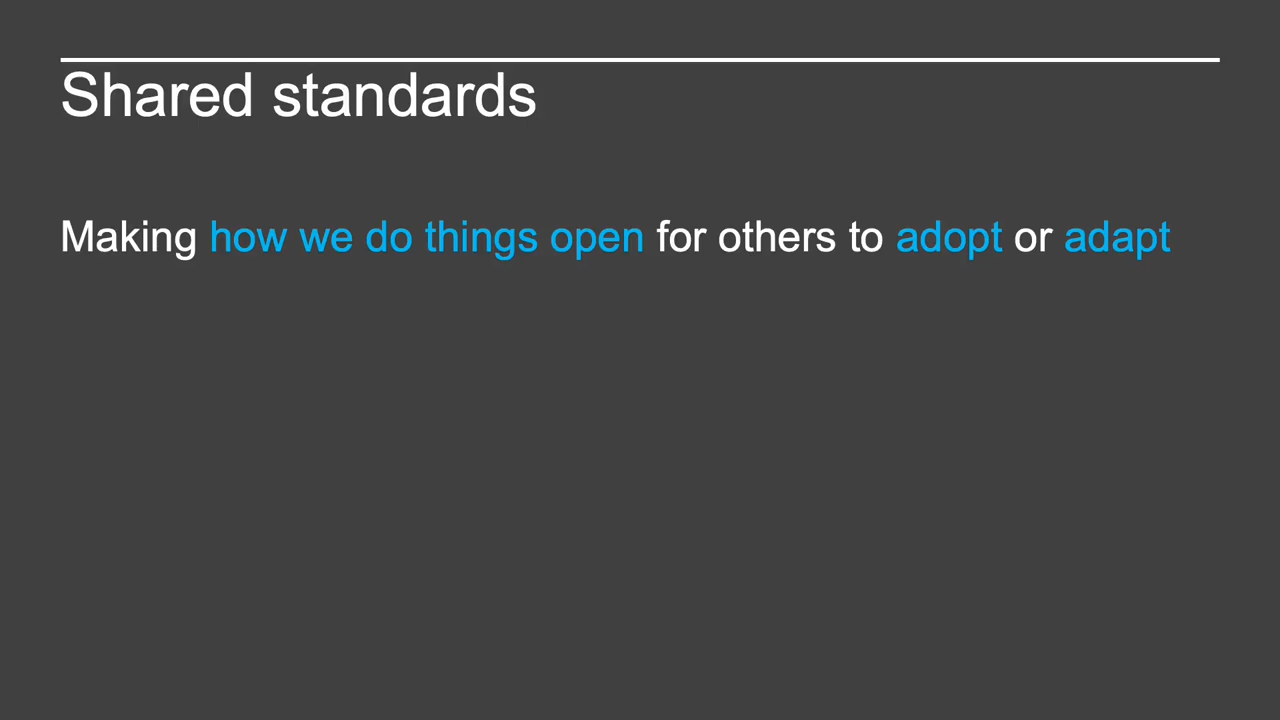 Shared standards
Making how we do things open for others to adopt or adapt